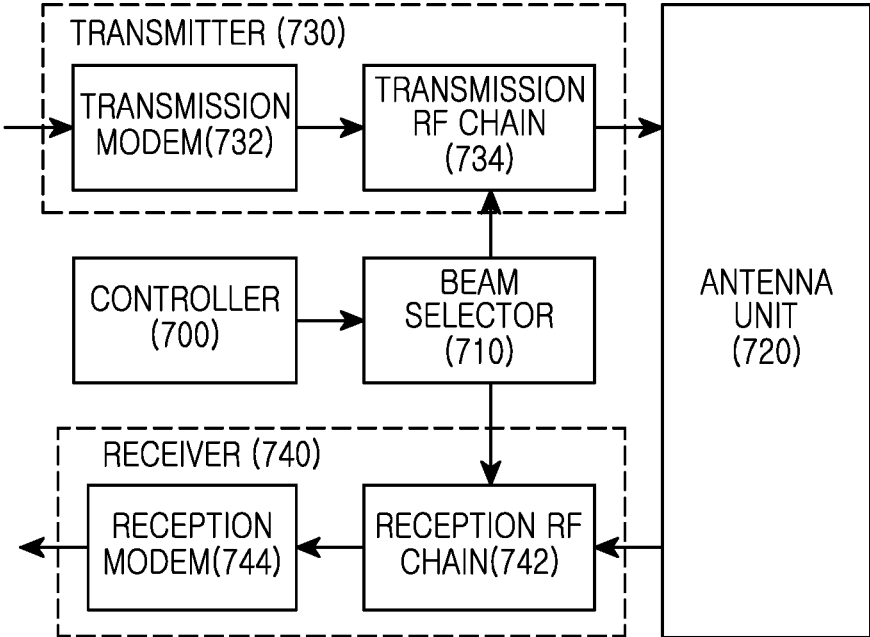 TRANSMITTER (730)
TRANSMISSION
MODEM(732)
TRANSMISSION
RF CHAIN
(734)
CONTROLLER
(700)
BEAM
SELECTOR
(710)
ANTENNA
UNIT
(720)
RECEIVER (740)
RECEPTION
MODEM(744)
RECEPTION RF
CHAIN(742)